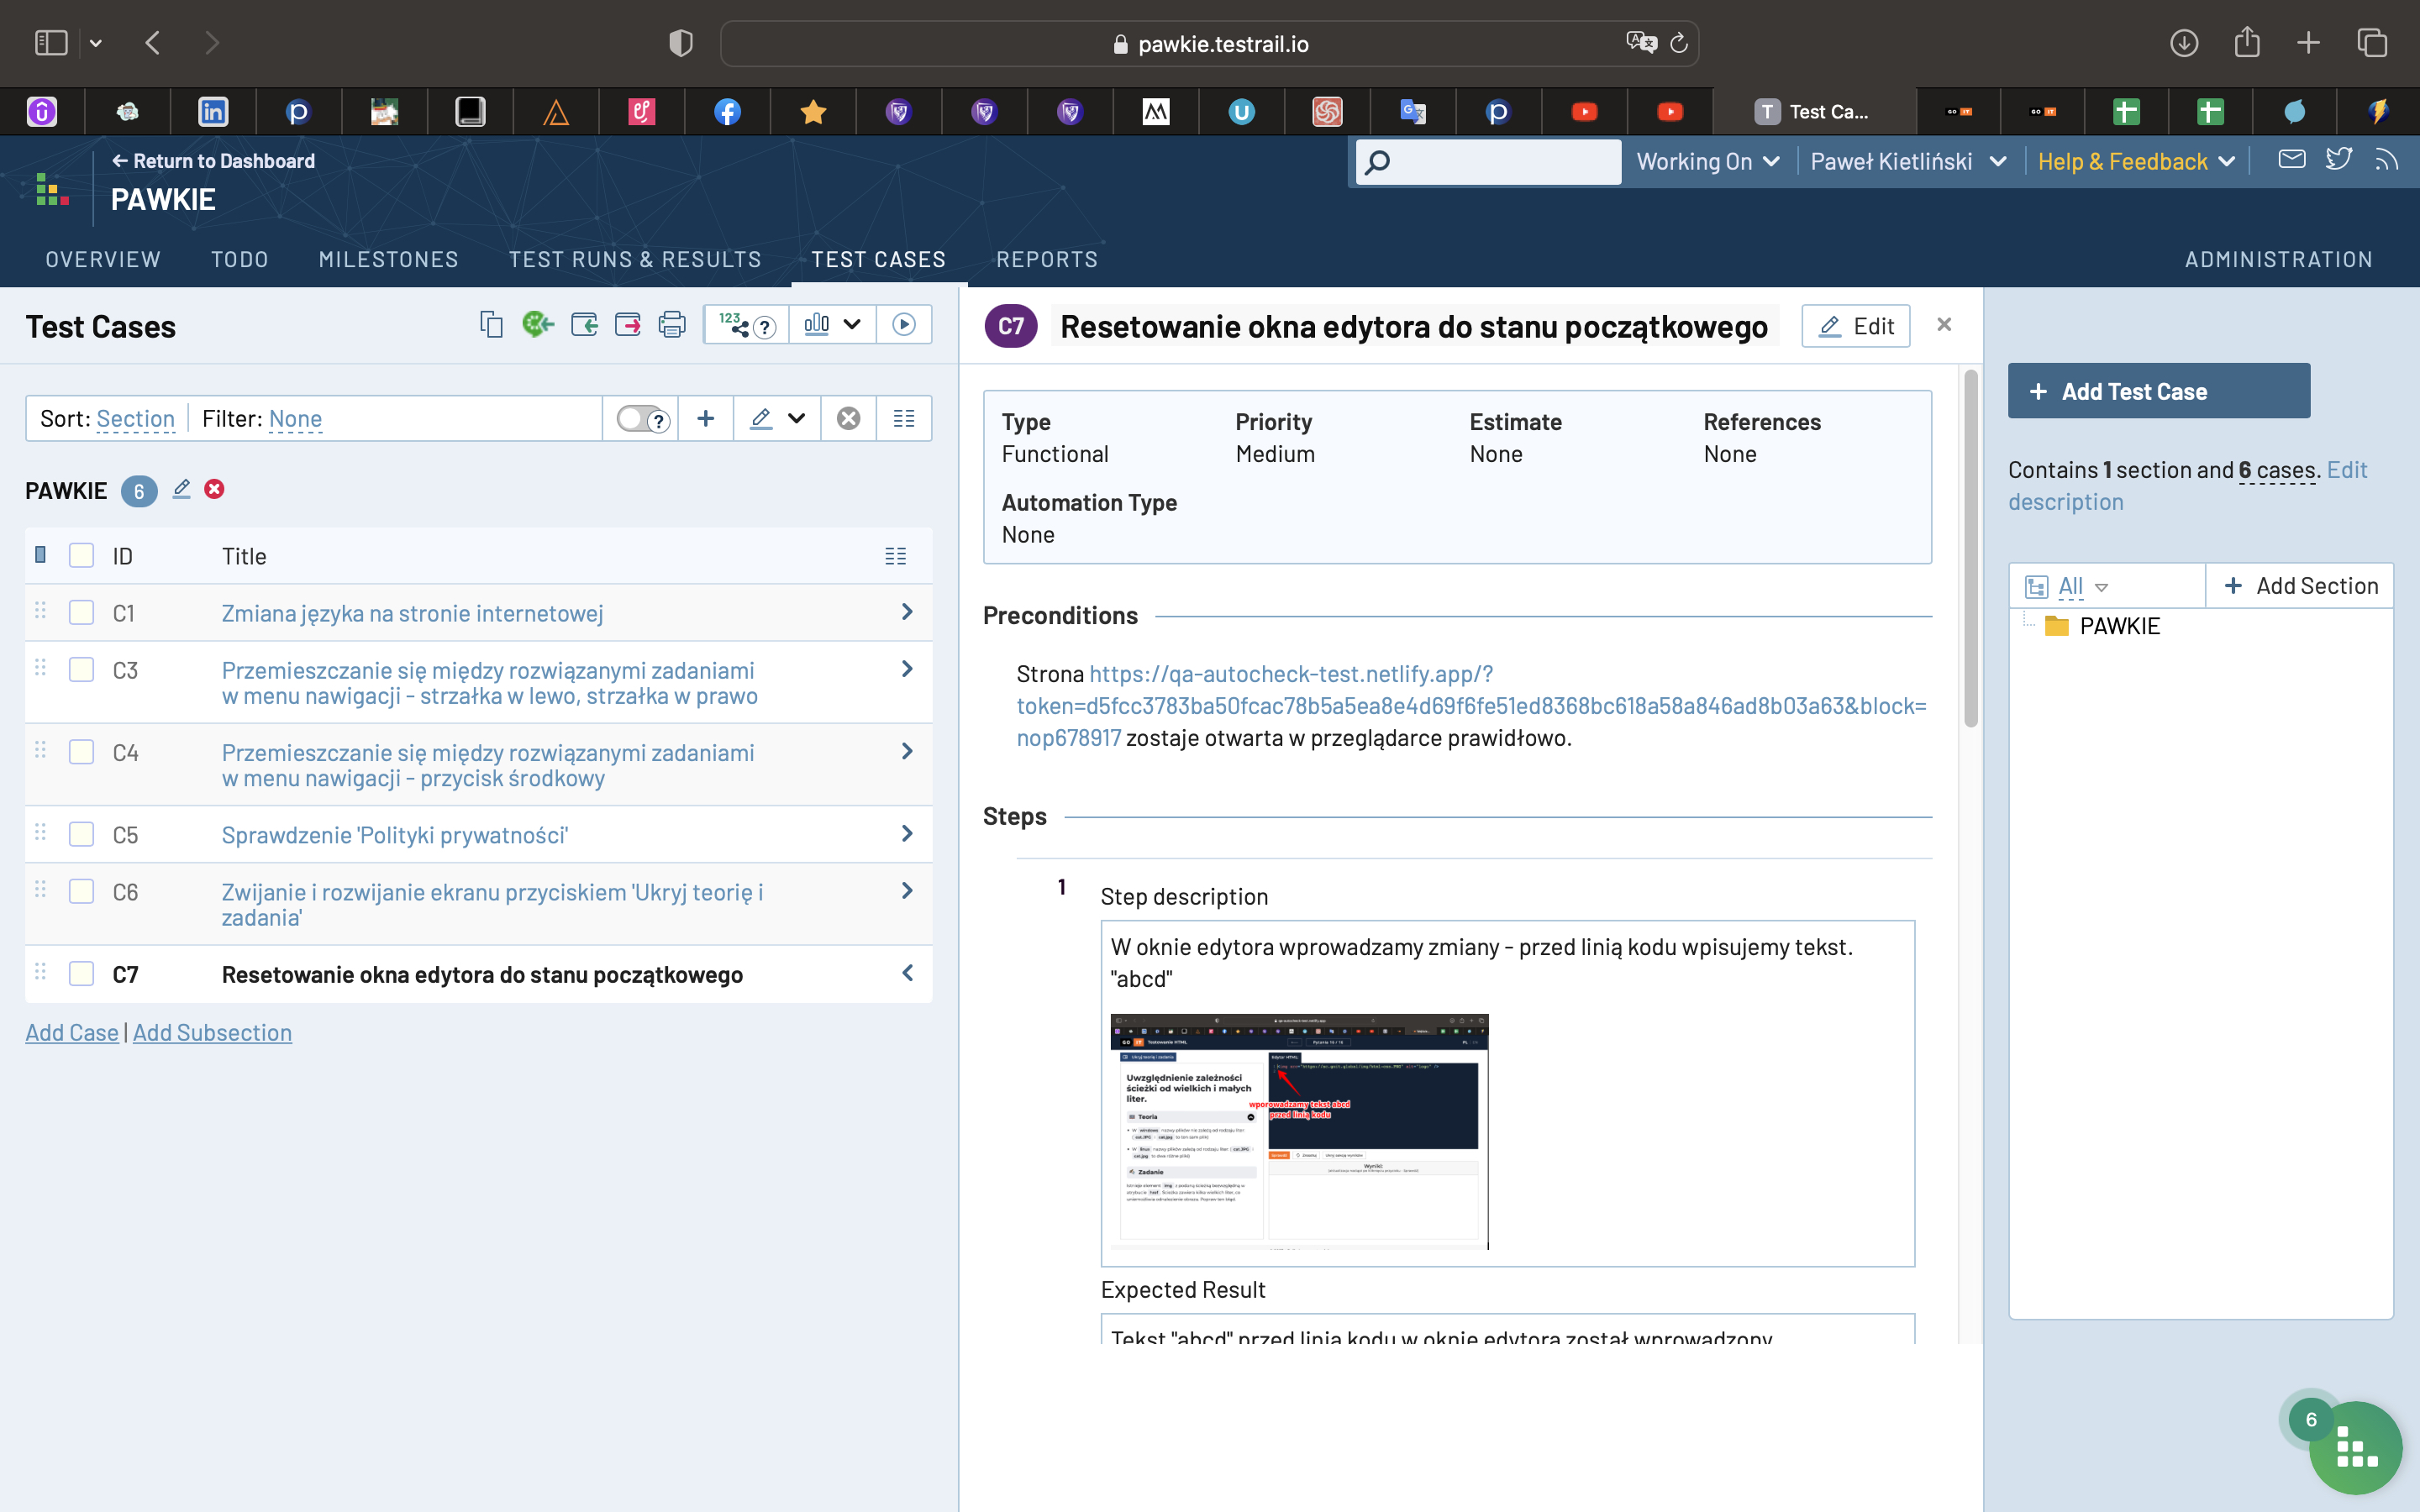 pawkie.testrail.io
T Test Ca...
← Return to Dashboard
PAWKIE
Working On
Paweł Kietliński
Help & Feedback
OVERVIEW
TODO
MILESTONES
TEST RUNS & RESULTS
TEST CASES
REPORTS
ADMINISTRATION
Test Cases
123
?
Sort: Section
Filter: None
?
PAWKIE 6
ID Title
C1 Zmiana języka na stronie internetowej
C3 Przemieszczanie się między rozwiązanymi zadaniami
w menu nawigacji - strzałka w lewo, strzałka w prawo
C4 Przemieszczanie się między rozwiązanymi zadaniami
w menu nawigacji - przycisk środkowy
C5 Sprawdzenie 'Polityki prywatności'
C6 Zwijanie i rozwijanie ekranu przyciskiem 'Ukryj teorię i
zadania'
C7 Resetowanie okna edytora do stanu początkowego
Add Case | Add Subsection
C7 Resetowanie okna edytora do stanu początkowego
Edit
Type Priority Estimate References
Functional Medium None None
Automation Type
None
Preconditions
Strona https://qa-autocheck-test.netlify.app/?
token=d5fcc3783ba50fcac78b5a5ea8e4d69f6fe51ed8368bc618a58a846ad8b03a63&block=
nop678917 zostaje otwarta w przeglądarce prawidłowo.
Steps
1
Step description
W oknie edytora wprowadzamy zmiany - przed linią kodu wpisujemy tekst.
"abcd"
Uwzględnienie zależności
ścieżki od wielkich i małych
liter.
Teoria
Zadanie
wporowadzamy tekst abcd
przed linią kodu
Wyniki:
Expected Result
Tekst "abcd" przed linią kodu w oknie edytora został wprowadzony
+ Add Test Case
Contains 1 section and 6 cases. Edit
description
All
+ Add Section
PAWKIE
6